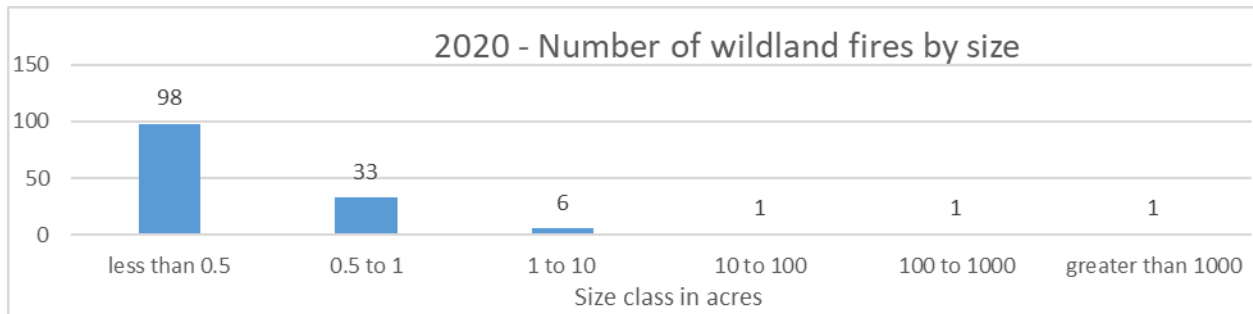 2020 - Number of wildland fires by size
150
100
50
0
98
33
6
1
1
1
less than 0.5
0.5 to 1
1 to 10
10 to 100
100 to 1000
greater than 1000
Size class in acres